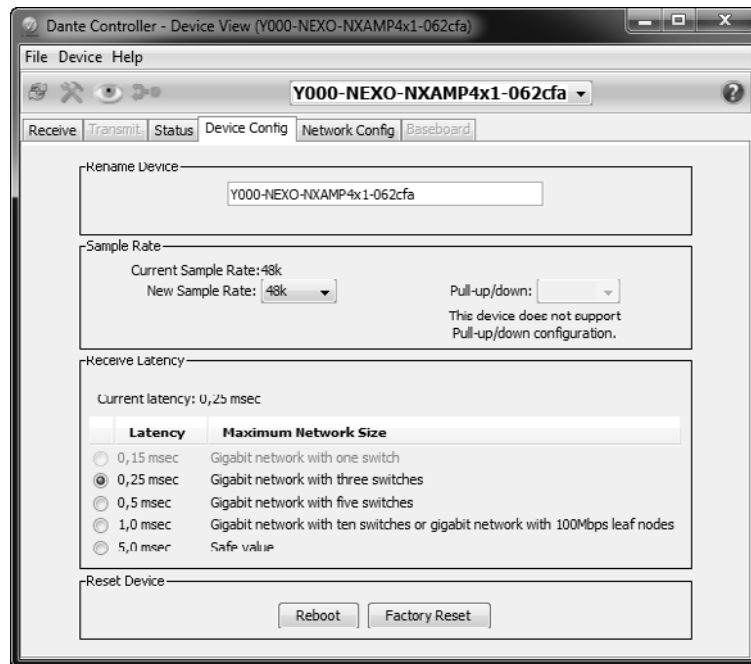 Dante Controller - Device View (Y000-NEXO-NXAMP4x1-062cfa)
File Device Help
Y000-NEXO-NXAMP4x1-062cfa
Receive Transmit Status Device Config Network Config Baseboard
Rename Device
Y000-NEXO-NXAMP4x1-062cfa
Sample Rate
Current Sample Rate:48k
New Sample Rate: 48k Pull-up/down:
This device does not support
Pull-up/down configuration.
Receive Latency
Current latency: 0,25 msec
Latency Maximum Network Size
0,15 msec Gigabit network with one switch
0,25 msec Gigabit network with three switches
0,5 msec Gigabit network with five switches
1,0 msec Gigabit network with ten switches or gigabit network with 100Mbps leaf nodes
5,0 msec Safe value
Reset Device
Reboot Factory Reset